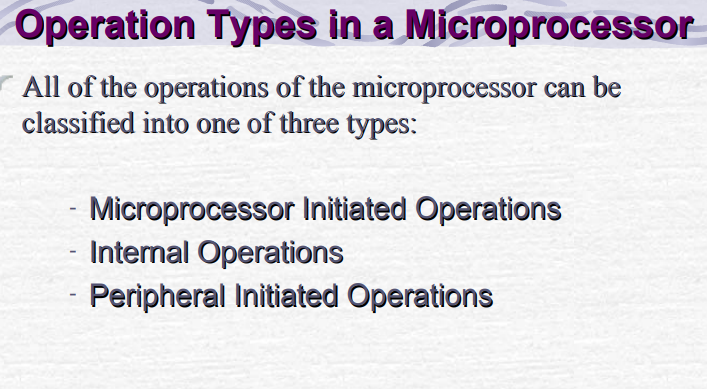 Operation Types in a Microprocessor
All of the operations of the microprocessor can be
classified into one of three types:
- Microprocessor Initiated Operations
- Internal Operations
- Peripheral Initiated Operations